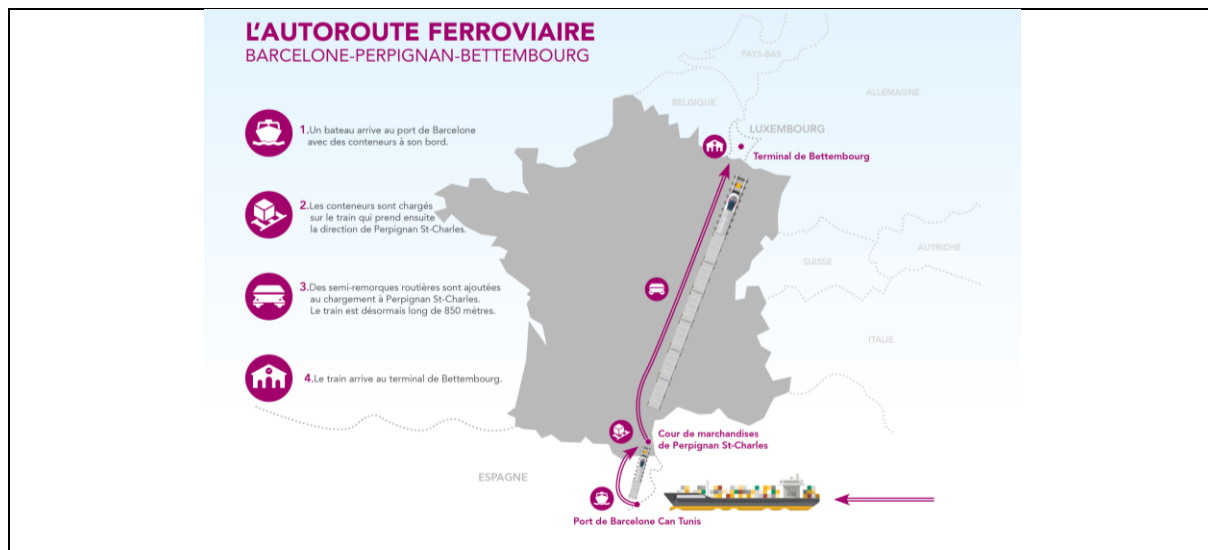 L'AUTOROUTE FERROVIAIRE
BARCELONE-PERPIGNAN-BETTEMBOURG
PAYS-BAS
ALLEMAGNE
BELGIQUE
LUXEMBOURG
Terminal de Bettembourg
1.Un bateau arrive au port de Barcelone
avec des conteneurs à son bord.
2.Les conteneurs sont chargés
sur le train qui prend ensuite
la direction de Perpignan St-Charles.
AUTRICHE
SUISSE
3.Des semi-remorques routières sont ajoutées
au chargement à Perpignan St-Charles.
Le train est désormais long de 850 mètres.
ITALIE
4.Le train arrive au terminal de Bettembourg.
Cour de marchandises
de Perpignan St-Charles
ESPAGNE
Port de Barcelone Can Tunis